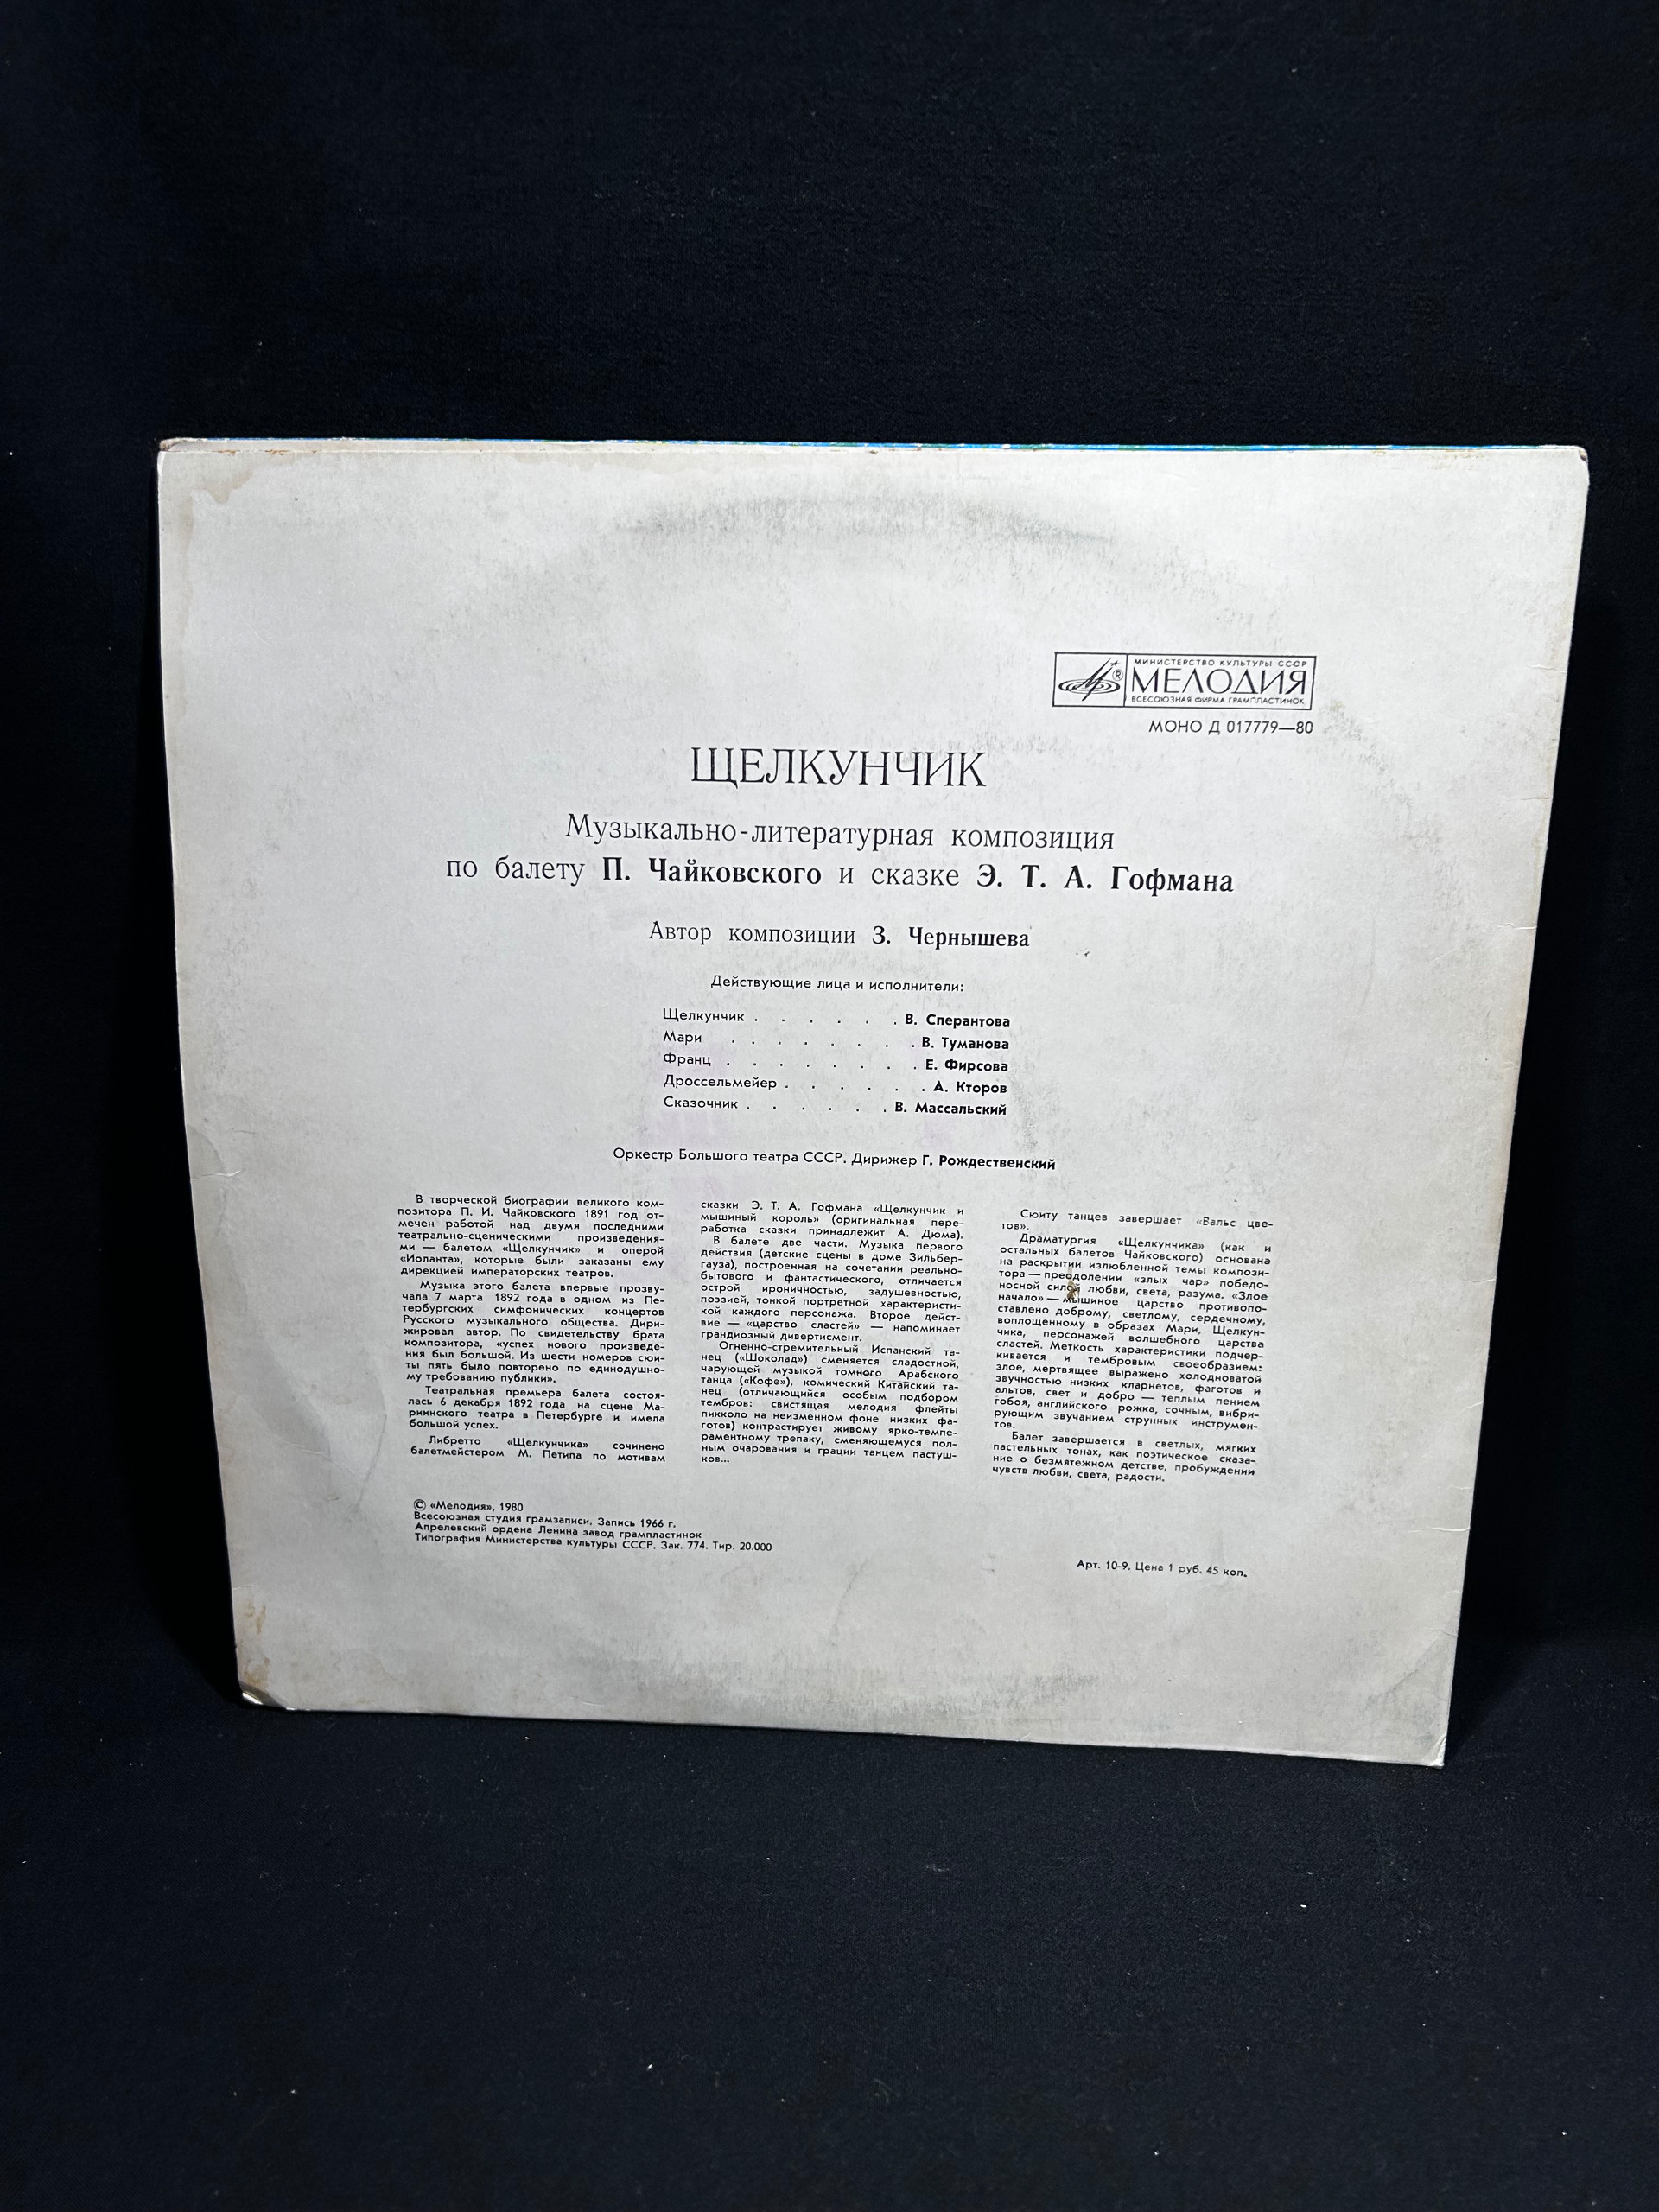 МИНИСТЕРСТВО КУЛЬТУРЫ СССР
МЕЛОДИЯ
ВСЕСОЮЗНАЯ ФИРМА ГРАМПЛАСТИНОК
МОНО Д 017779—80
ЩЕЛКУНЧИК
Музыкально-литературная композиция
по балету П. Чайковского и сказке Э. Т. А. Гофмана
Автор композиции З. Чернышева
Действующие лица и исполнители:
Щелкунчик . . . . . . В. Сперантова
Мари . . . . . . . В. Туманова
Франц . . . . . . . Е. Фирсова
Дроссельмейер . . . . . . А. Кторов
Сказочник . . . . . . В. Массальский
Оркестр Большого театра СССР. Дирижер Г. Рождественский
В творческой биографии великого ком-
позитора П. И. Чайковского 1891 год от-
мечен работой над двумя последними
театрально-сценическими произведения-
ми — балетом «Щелкунчик» и оперой
«Иоланта», которые были заказаны ему
дирекцией императорских театров.
Музыка этого балета впервые прозву-
чала 7 марта 1892 года в одном из Пе-
тербургских симфонических концертов
Русского музыкального общества. Дири-
жировал автор. По свидетельству брата
композитора, «успех нового произведе-
ния был большой. Из шести номеров сюи-
ты пять было повторено по единодушно-
му требованию публики».
Театральная премьера балета состоя-
лась 6 декабря 1892 года на сцене Ма-
риинского театра в Петербурге и имела
большой успех.
Либретто «Щелкунчика» сочинено
балетмейстером М. Петипа по мотивам
сказки Э. Т. А. Гофмана «Щелкунчик и
мышиный король» (оригинальная пере-
работка сказки принадлежит А. Дюма).
В балете две части. Музыка первого
действия (детские сцены в доме Зильбер-
гауза), построенная на сочетании реально-
бытового и фантастического, отличается
острой ироничностью, задушевностью,
поэзией, тонкой портретной характеристи-
кой каждого персонажа. Второе дейст-
вие — «царство сластей» — напоминает
грандиозный дивертисмент.
Огненно-стремительный Испанский та-
нец («Шоколад») сменяется сладостной,
чарующей музыкой томного Арабского
танца («Кофе»), комический Китайский та-
нец (отличающийся особым подбором
тембров: свистящая мелодия флейты
пикколо на неизменном фоне низких фа-
готов) контрастирует живому ярко-темпе-
раментному трепаку, сменяющемуся пол-
ным очарования и грации танцем пастуш-
ков...
Сюиту танцев завершает «Вальс цве-
тов».
Драматургия «Щелкунчика» (как и
остальных балетов Чайковского) основана
на раскрытии излюбленной темы компози-
тора — преодолении «злых чар» победо-
носной силой любви, света, разума. «Злое
начало» — мышиное царство противопо-
ставлено доброму, светлому, сердечному,
воплощенному в образах Мари, Щелкун-
чика, персонажей волшебного царства
сластей. Меткость характеристики подчер-
кивается и тембровым своеобразием:
злое, мертвящее выражено холодноватой
звучностью низких кларнетов, фаготов и
альтов, свет и добро — теплым пением
гобоя, английского рожка, сочным, вибри-
рующим звучанием струнных инструмен-
тов.
Балет завершается в светлых, мягких
пастельных тонах, как поэтическое сказа-
ние о безмятежном детстве, пробуждении
чувств любви, света, радости.
© «Мелодия», 1980
Всесоюзная студия грамзаписи. Запись 1966 г.
Апрелевский ордена Ленина завод грампластинок
Типография Министерства культуры СССР. Зак. 774. Тир. 20.000
Арт. 10-9. Цена 1 руб. 45 коп.